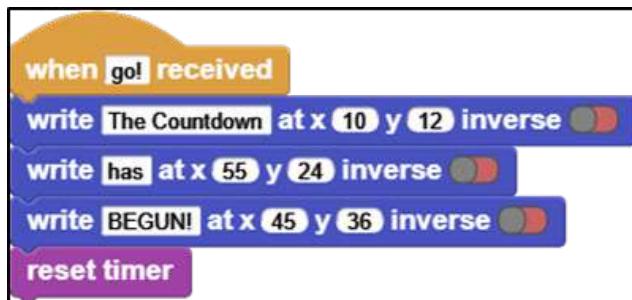 when go! received
write The Countdown at x 10 y 12 inverse
write has at x 55 y 24 inverse
write BEGUN! at x 45 y 36 inverse
reset timer